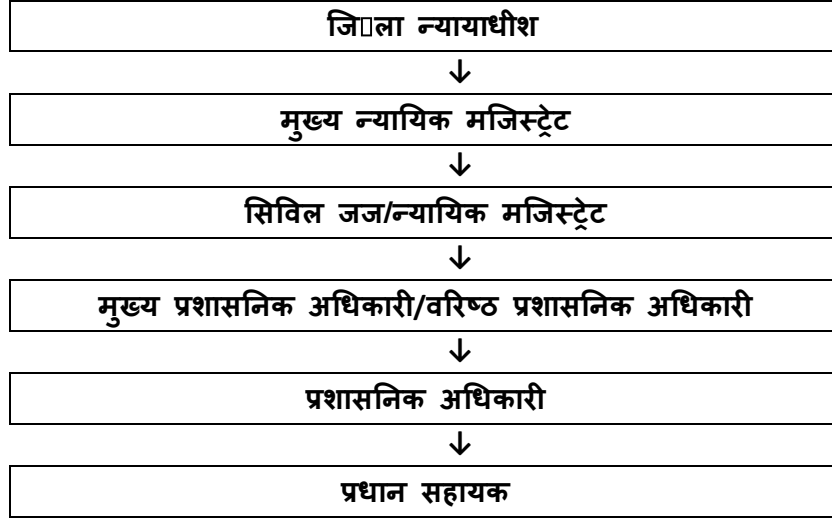 जि▯ला न्यायाधीश
↓
मुख्य न्यायिक मजिस्ट्रेट
↓
सिविल जज/न्यायिक मजिस्ट्रेट
↓
मुख्य प्रशासनिक अधिकारी/वरिष्ठ प्रशासनिक अधिकारी
↓
प्रशासनिक अधिकारी
↓
प्रधान सहायक